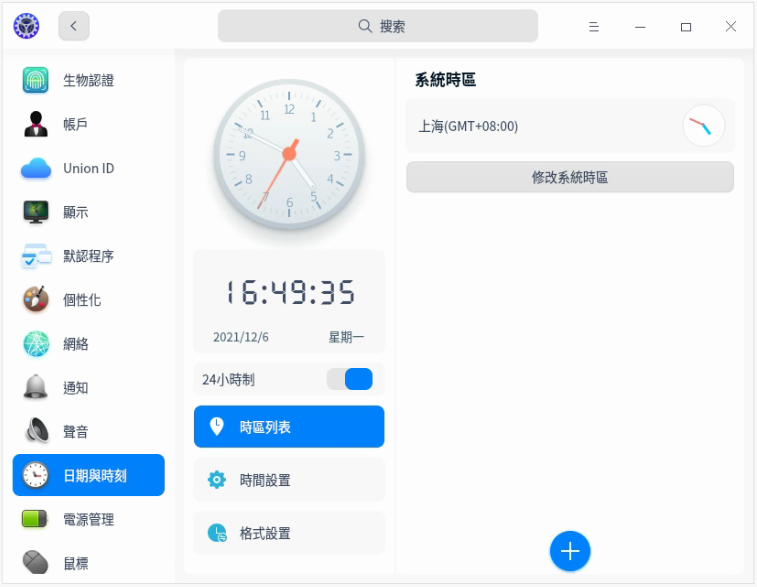 搜索
生物認證
帳戶
Union ID
顯示
默認程序
個性化
網絡
通知
聲音
日期與時刻
電源管理
鼠標
12
1
2
3
4
5
6
7
8
9
10
11
16:49:35
2021/12/6 星期一
24小時制
時區列表
時間設置
格式設置
系統時區
上海(GMT+08:00)
修改系統時區